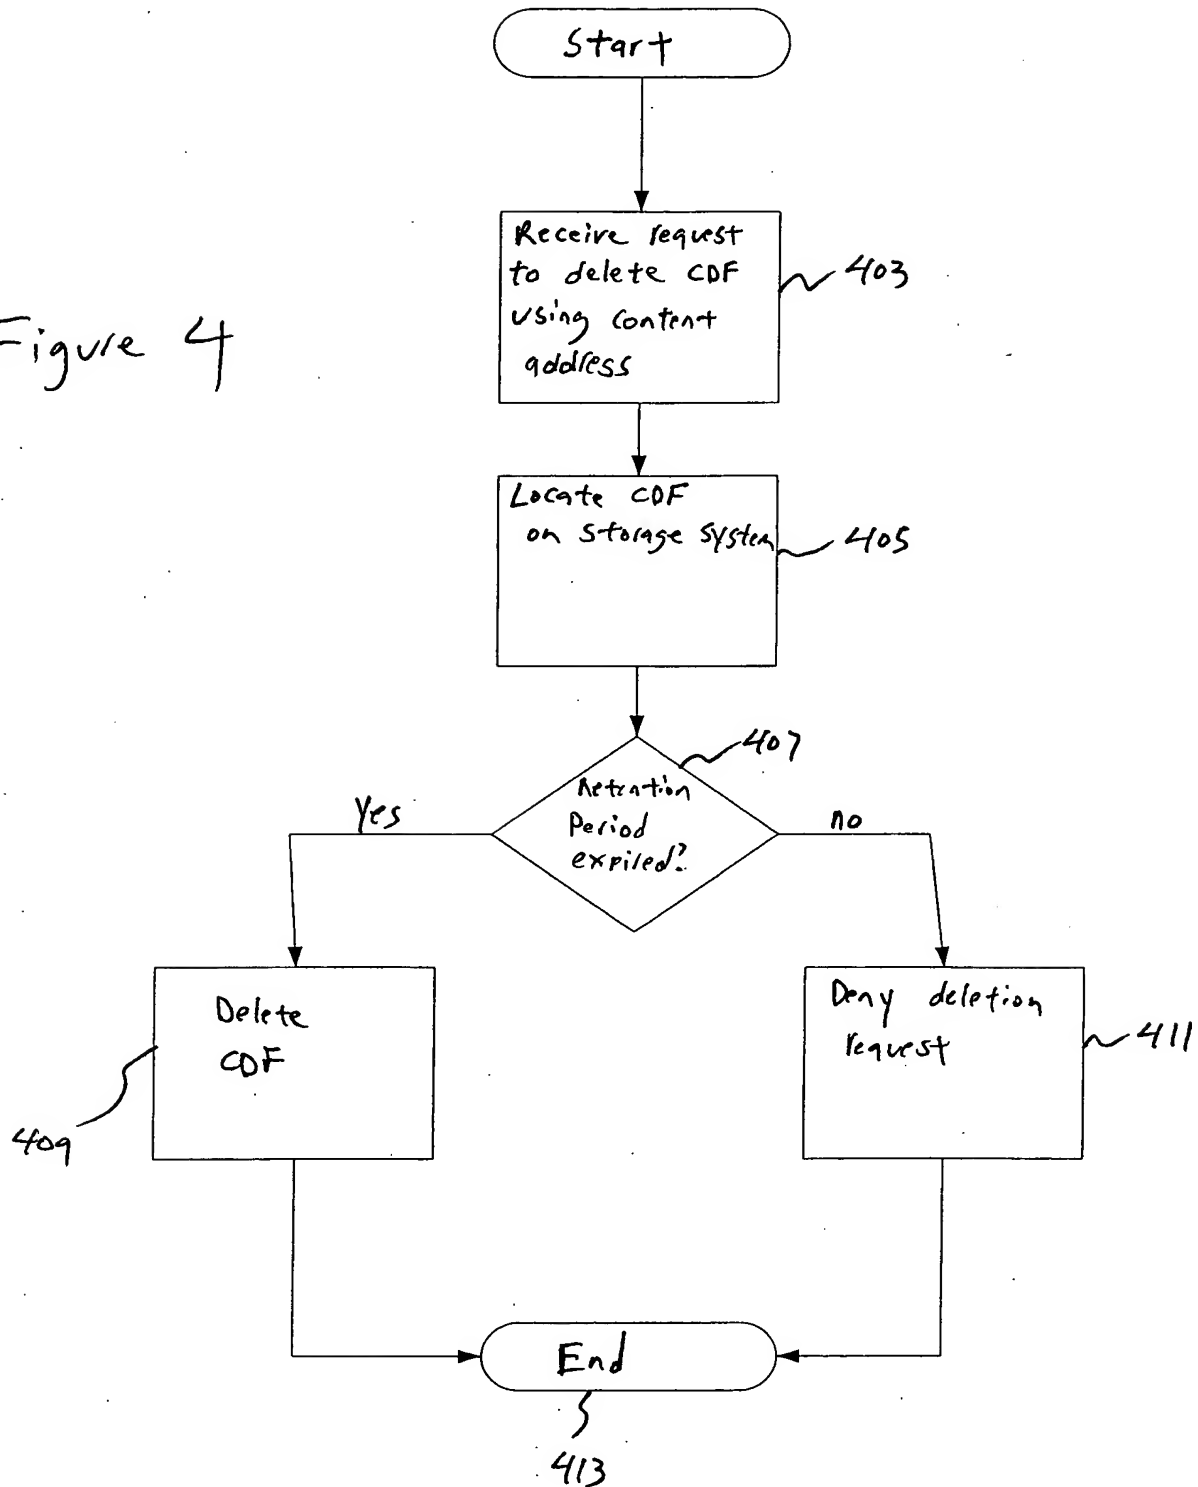 Start
Receive request
to delete CDF
using content
address
403
Figure 4
Locate CDF
on storage system
405
407
Retention
Period
expired?
Yes
no
Delete
CDF
409
Deny deletion
request
411
End
413